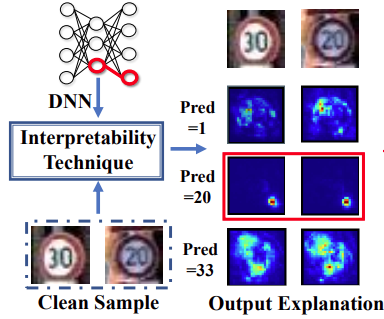 DNN
Interpretability
Technique
30 20
Clean Sample
30 20
Pred
=1
Pred
=20
Pred
=33
Output Explanation